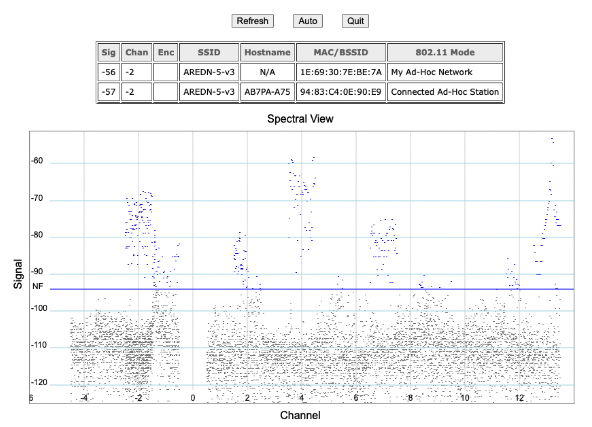 Refresh Auto Quit
Sig Chan Enc SSID Hostname MAC/BSSID 802.11 Mode
-56 -2 AREDN-5-v3 N/A 1E:69:30:7E:BE:7A My Ad-Hoc Network
-57 -2 AREDN-5-v3 AB7PA-A75 94:83:C4:0E:90:E9 Connected Ad-Hoc Station
Spectral View
-60
-70
-80
Signal
-90
NF
-100
-110
-120
6 -4 -2 0 2 4 6 8 10 12
Channel